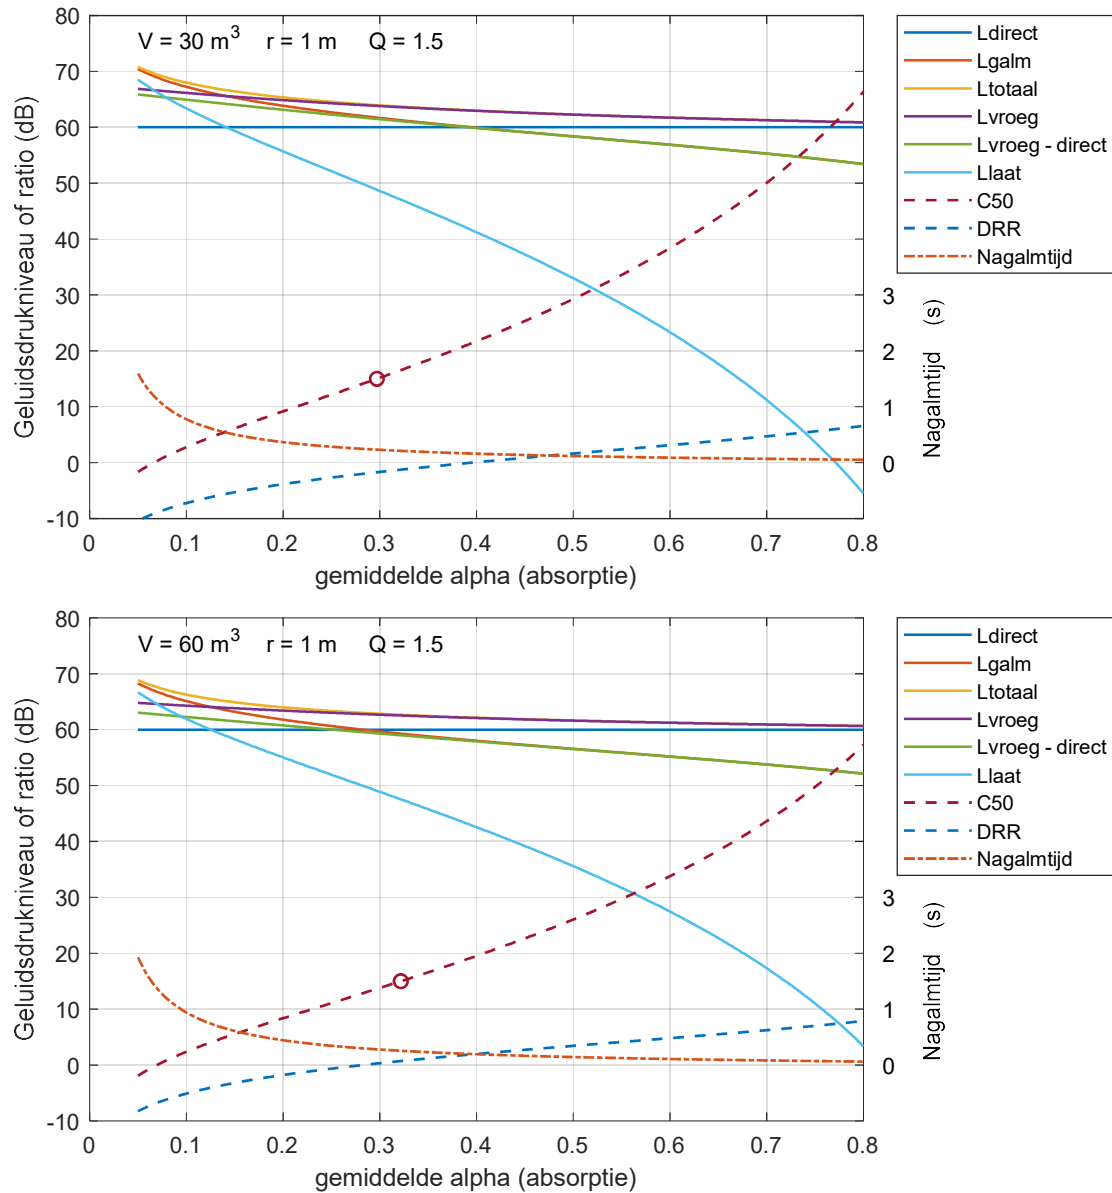 V = 30 m³ r = 1 m Q = 1.5
80
70
60
50
40
30
20
10
0
-10
Geluidsdrukniveau of ratio (dB)
0 0.1 0.2 0.3 0.4 0.5 0.6 0.7 0.8
gemiddelde alpha (absorptie)
Ldirect
Lgalm
Ltotaal
Lvroeg
Lvroeg - direct
Llaat
C50
DRR
Nagalmtijd
3
2
1
0
Nagalmtijd (s)
V = 60 m³ r = 1 m Q = 1.5
80
70
60
50
40
30
20
10
0
-10
Geluidsdrukniveau of ratio (dB)
0 0.1 0.2 0.3 0.4 0.5 0.6 0.7 0.8
gemiddelde alpha (absorptie)
Ldirect
Lgalm
Ltotaal
Lvroeg
Lvroeg - direct
Llaat
C50
DRR
Nagalmtijd
3
2
1
0
Nagalmtijd (s)